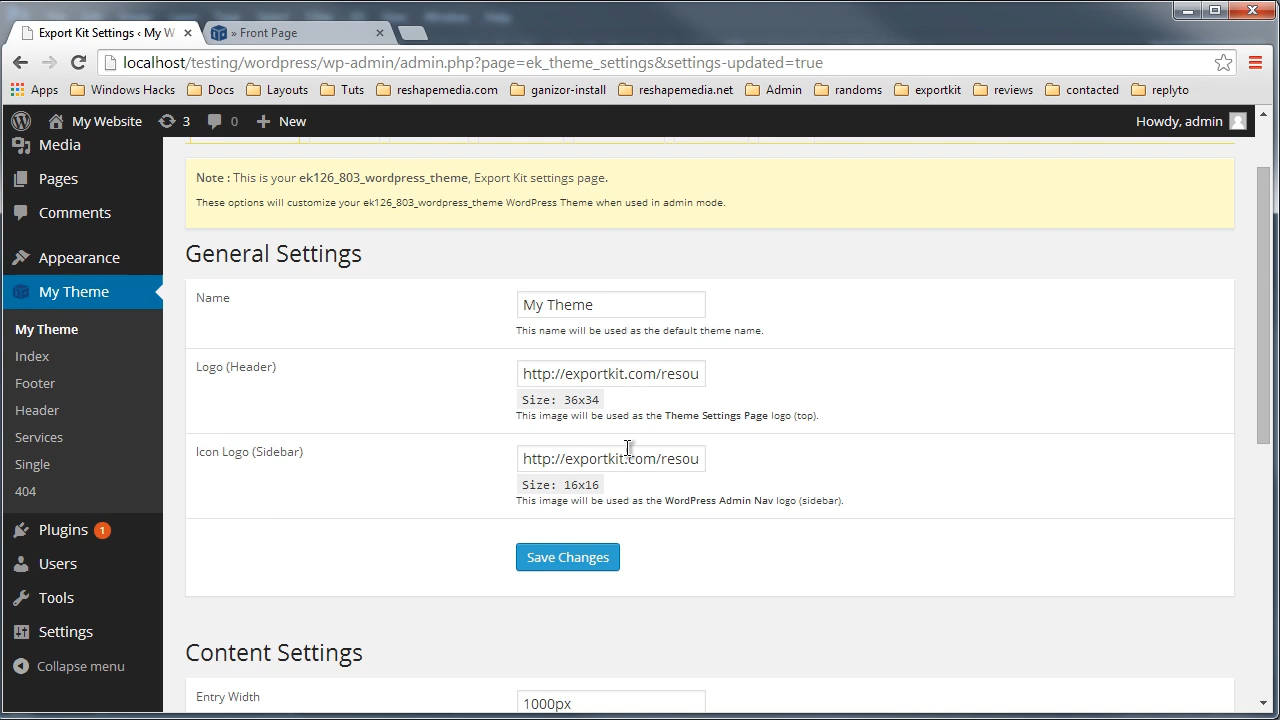 Export Kit Settings ‹ My W
» Front Page
localhost/testing/wordpress/wp-admin/admin.php?page=ek_theme_settings&settings-updated=true
Apps Windows Hacks Docs Layouts Tuts reshapemedia.com ganizor-install reshapemedia.net Admin randoms exportkit reviews contacted replyto
My Website 3 0 New Howdy, admin
Media
Pages
Comments
Appearance
My Theme
My Theme
Index
Footer
Header
Services
Single
404
Plugins 1
Users
Tools
Settings
Collapse menu
Note : This is your ek126_803_wordpress_theme, Export Kit settings page.
These options will customize your ek126_803_wordpress_theme WordPress Theme when used in admin mode.
General Settings
Name
My Theme
This name will be used as the default theme name.
Logo (Header)
http://exportkit.com/resou
Size: 36x34
This image will be used as the Theme Settings Page logo (top).
Icon Logo (Sidebar)
http://exportkit.com/resou
Size: 16x16
This image will be used as the WordPress Admin Nav logo (sidebar).
Save Changes
Content Settings
Entry Width
1000px